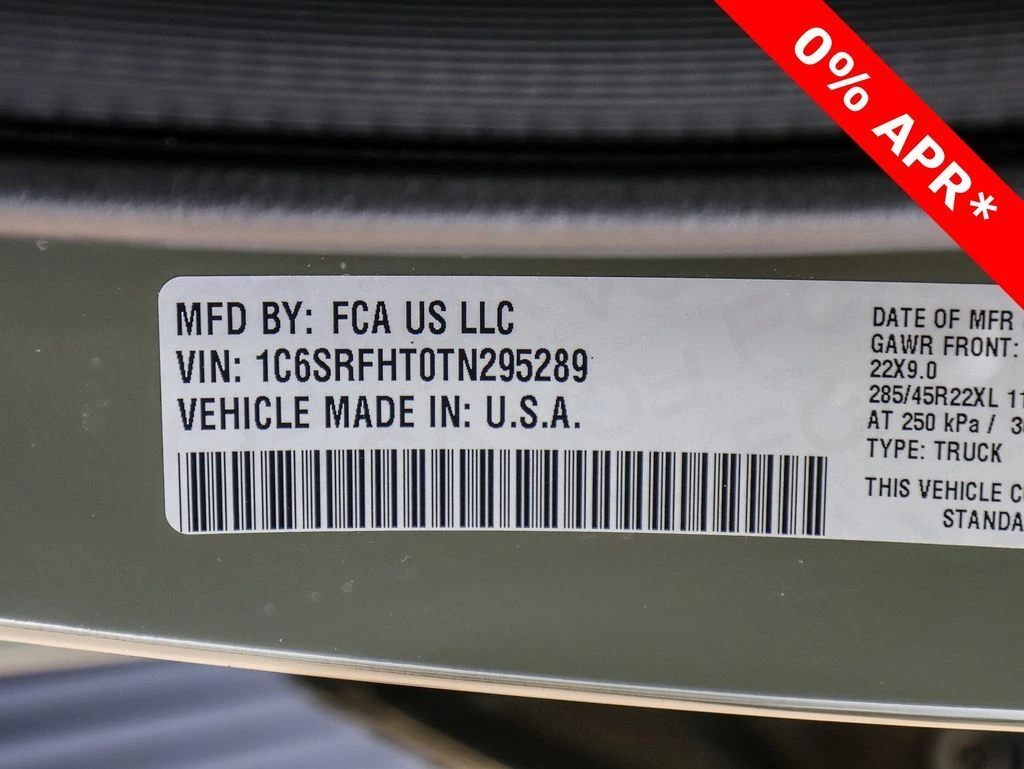 0% APR*
MFD BY: FCA US LLC
VIN: 1C6SRFHT0TN295289
VEHICLE MADE IN: U.S.A.
DATE OF MFR
GAWR FRONT:
22X9.0
285/45R22XL 11
AT 250 kPa /
TYPE: TRUCK
THIS VEHICLE